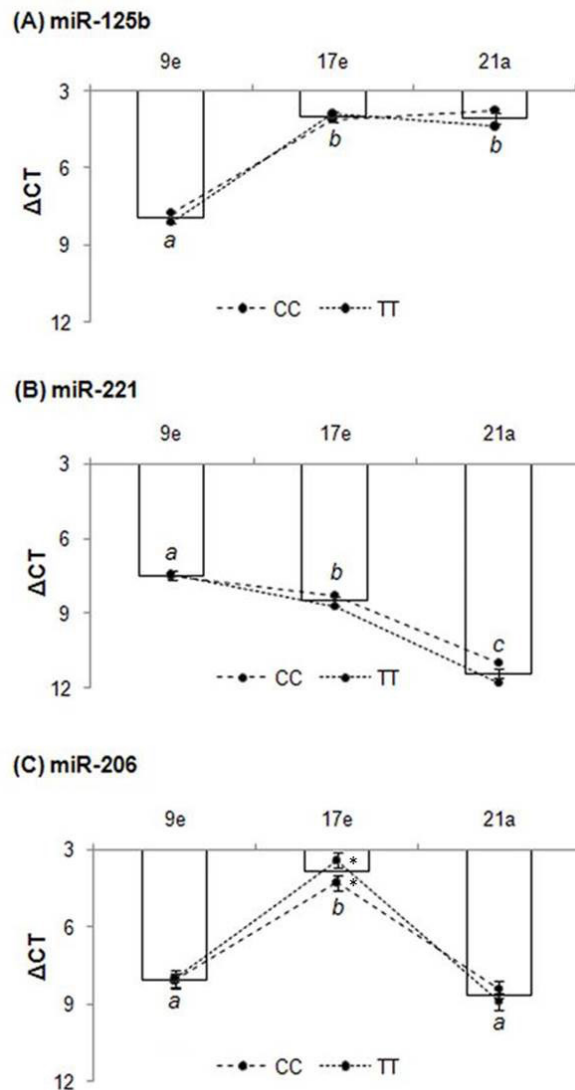 (A) miR-125b
9e 17e 21a
3
6
9
12
ΔCT
a b b
CC TT
(B) miR-221
9e 17e 21a
3
6
9
12
ΔCT
a b c
CC TT
(C) miR-206
9e 17e 21a
3
6
9
12
ΔCT
*
*
a b a
CC TT